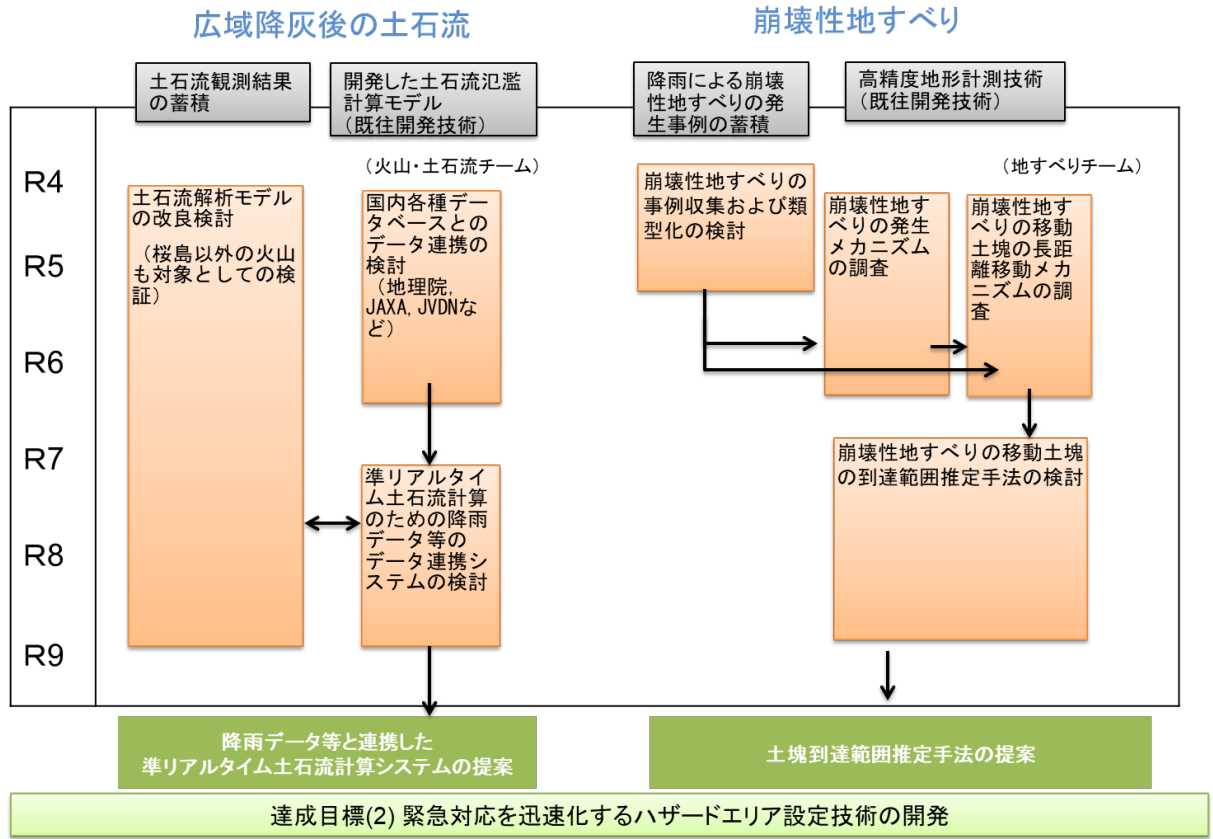 広域降灰後の土石流
崩壊性地すべり
土石流観測結果
の蓄積
開発した土石流氾濫
計算モデル
（既往開発技術）
降雨による崩壊
性地すべりの発
生事例の蓄積
高精度地形計測技術
（既往開発技術）
（火山・土石流チーム）
（地すべりチーム）
R4
R5
R6
R7
R8
R9
土石流解析モデル
の改良検討
（桜島以外の火山
も対象としての検
証）
国内各種デー
タベースとの
データ連携の
検討
（地理院,
JAXA, JVDNな
ど）
準リアルタイ
ム土石流計算
のための降雨
データ等の
データ連携シ
ステムの検討
崩壊性地すべりの
事例収集および類
型化の検討
崩壊性地す
べりの発生
メカニズム
の調査
崩壊性地す
べりの移動
土塊の長距
離移動メカ
ニズムの調
査
崩壊性地すべりの移動土塊
の到達範囲推定手法の検討
降雨データ等と連携した
準リアルタイム土石流計算システムの提案
土塊到達範囲推定手法の提案
達成目標(2) 緊急対応を迅速化するハザードエリア設定技術の開発